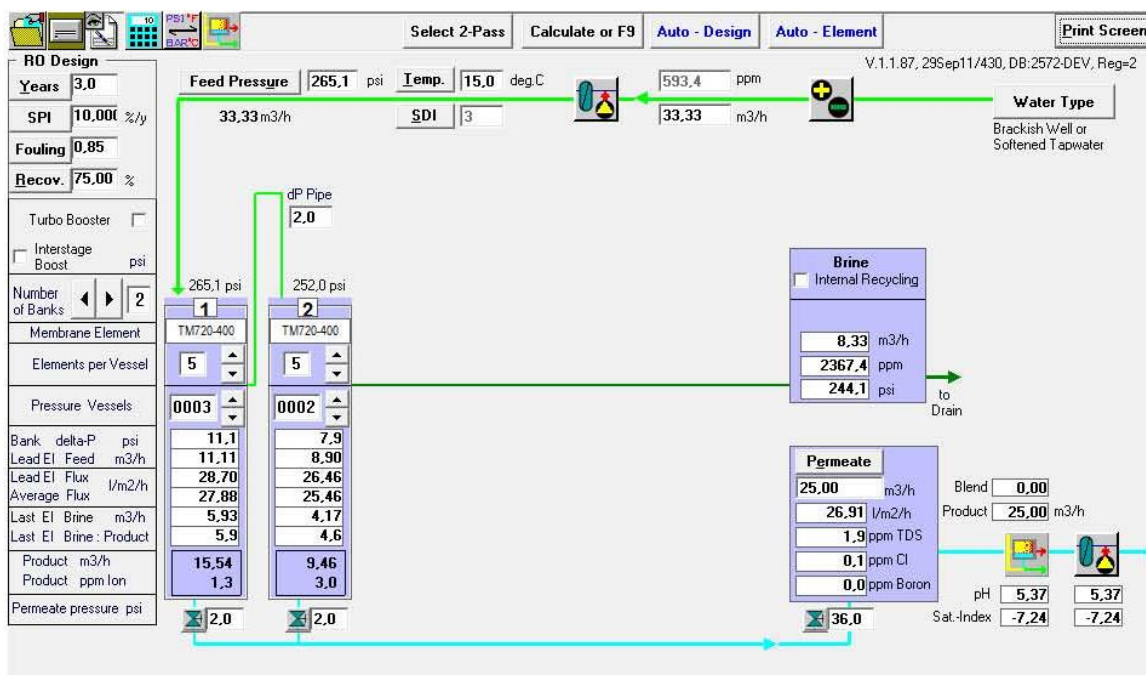 10
PSI°F
BAR°C
Select 2-Pass
Calculate or F9
Auto - Design
Auto - Element
Print Screen
V.1.1.87, 29Sep11/430, DB:2572-DEV, Reg=2
RO Design
Years 3,0
SPI 10,000 %/y
Fouling 0,85
Recov. 75,00 %
Feed Pressure 265,1 psi
33,33 m3/h
Temp. 15,0 deg.C
SDI 3
593,4 ppm
33,33 m3/h
Water Type
Brackish Well or
Softened Tapwater
Turbo Booster
Interstage
Boost psi
Number
of Banks 2
dP Pipe
2,0
265,1 psi 252,0 psi
1 2
Membrane Element TM720-400 TM720-400
Elements per Vessel 5 5
Pressure Vessels 0003 0002
Bank delta-P psi 11,1 7,9
Lead El Feed m3/h 11,11 8,90
Lead El Flux l/m2/h 28,70 26,46
Average Flux 27,88 25,46
Last El Brine m3/h 5,93 4,17
Last El Brine : Product 5,9 4,6
Product m3/h 15,54 9,46
Product ppm Ion 1,3 3,0
Permeate pressure psi 2,0 2,0
Brine
Internal Recycling
8,33 m3/h
2367,4 ppm
244,1 psi
to
Drain
Permeate
25,00 m3/h
26,91 l/m2/h
1,9 ppm TDS
0,1 ppm Cl
0,0 ppm Boron
36,0
Blend 0,00
Product 25,00 m3/h
pH 5,37 5,37
Sat.-Index -7,24 -7,24